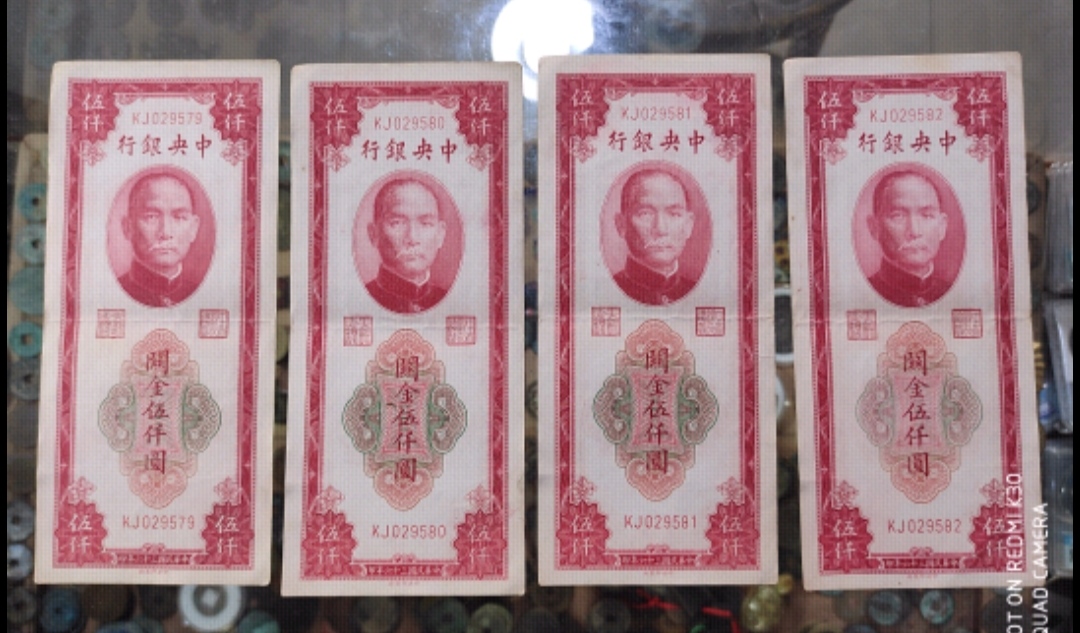 伍仟
伍仟
KJ029579
中央銀行
關金伍仟圓
KJ029579
伍仟
伍仟
伍仟
伍仟
KJ029580
中央銀行
關金伍仟圓
KJ029580
伍仟
伍仟
伍仟
伍仟
KJ029581
中央銀行
關金伍仟圓
KJ029581
伍仟
伍仟
伍仟
伍仟
KJ029582
中央銀行
關金伍仟圓
KJ029582
伍仟
伍仟
OT ON REDMI K30
QUAD CAMERA